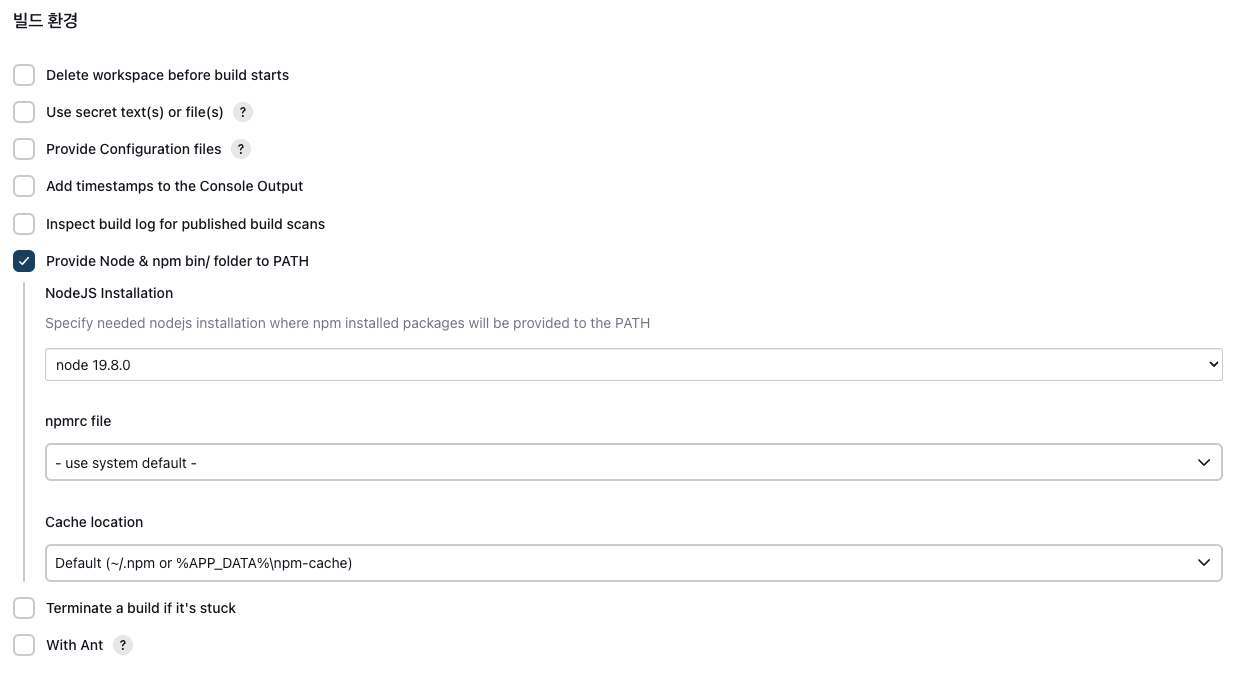 빌드 환경
Delete workspace before build starts
Use secret text(s) or file(s) ?
Provide Configuration files ?
Add timestamps to the Console Output
Inspect build log for published build scans
Provide Node & npm bin/ folder to PATH
NodeJS Installation
Specify needed nodejs installation where npm installed packages will be provided to the PATH
node 19.8.0
npmrc file
- use system default -
Cache location
Default (~/.npm or %APP_DATA%\npm-cache)
Terminate a build if it's stuck
With Ant ?